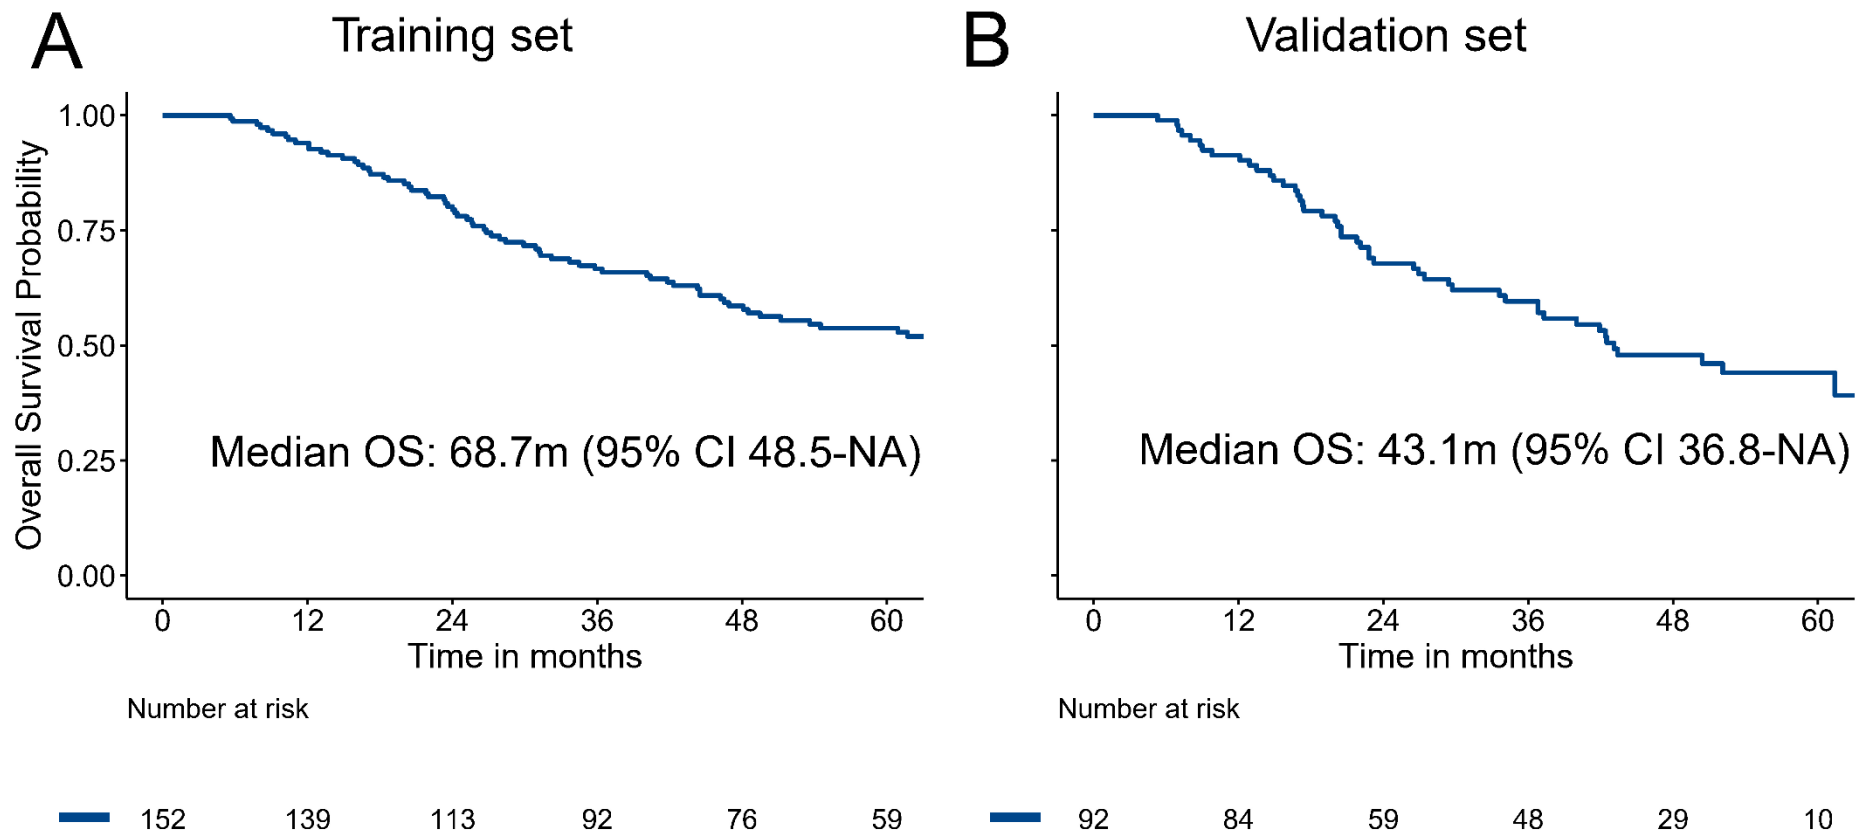 A
Training set
Overall Survival Probability
1.00
0.75
0.50
0.25
0.00
Median OS: 68.7m (95% CI 48.5-NA)
0 12 24 36 48 60
Time in months
Number at risk
152 139 113 92 76 59
B
Validation set
Median OS: 43.1m (95% CI 36.8-NA)
0 12 24 36 48 60
Time in months
Number at risk
92 84 59 48 29 10